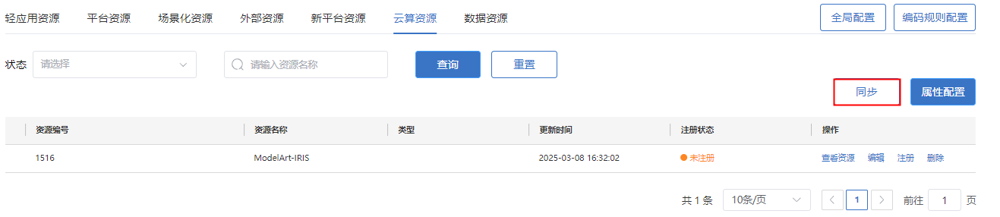 轻应用资源 平台资源 场景化资源 外部资源 新平台资源 云算资源 数据资源 全局配置 编码规则配置
状态 请选择 请输入资源名称 查询 重置
同步 属性配置
资源编号 资源名称 类型 更新时间 注册状态 操作
1516 ModelArt-IRIS 2025-03-08 16:32:02 未注册 查看资源 编辑 注册 删除
共 1 条 10条/页 1 前往 1 页